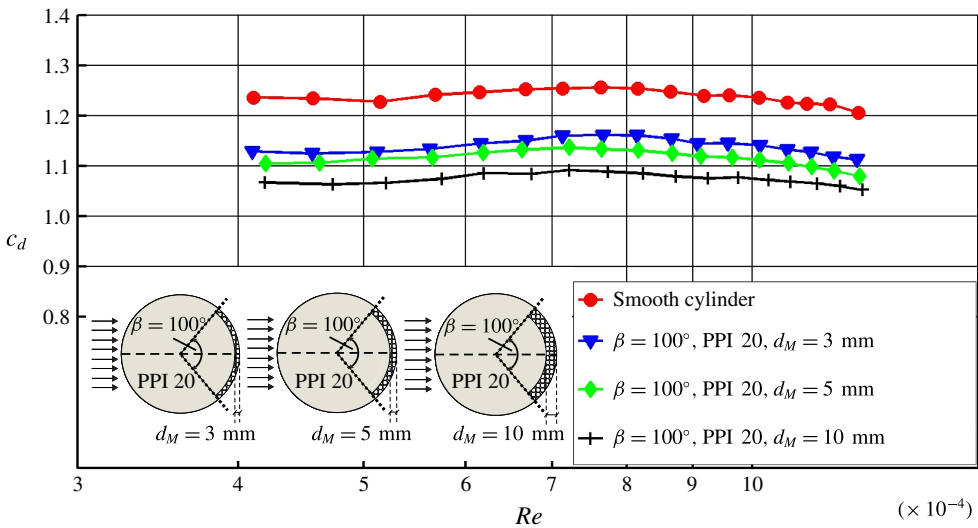 1.4
1.3
1.2
1.1
1.0
0.9
0.8
c_d
β = 100° β = 100° β = 100°
PPI 20 PPI 20 PPI 20
d_M = 3 mm d_M = 5 mm d_M = 10 mm
Smooth cylinder
β = 100°, PPI 20, d_M = 3 mm
β = 100°, PPI 20, d_M = 5 mm
β = 100°, PPI 20, d_M = 10 mm
3 4 5 6 7 8 9 10
Re (× 10⁻⁴)